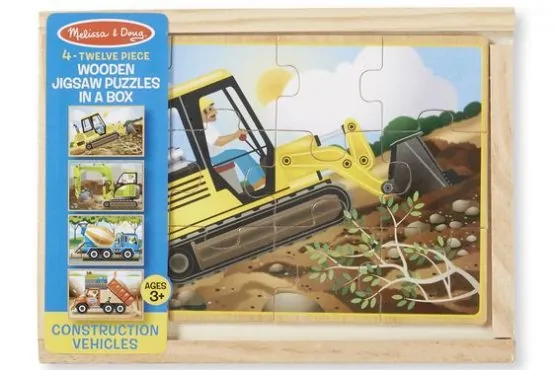 Melissa & Doug
4 - TWELVE PIECE
WOODEN
JIGSAW PUZZLES
IN A BOX
AGES
3+
CONSTRUCTION
VEHICLES